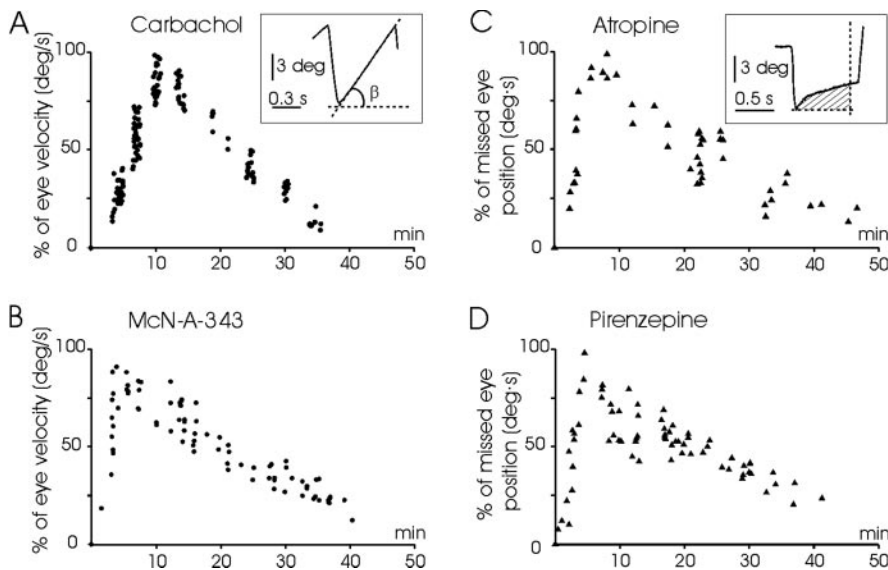 A Carbachol
% of eye velocity (deg/s)
100
50
0
10 20 30 40 50
min
3 deg
0.3 s
β
C Atropine
% of missed eye
position (deg·s)
100
50
0
10 20 30 40 50
min
3 deg
0.5 s
B McN-A-343
% of eye velocity (deg/s)
100
50
0
10 20 30 40 50
min
D Pirenzepine
% of missed eye
position (deg·s)
100
50
0
10 20 30 40 50
min